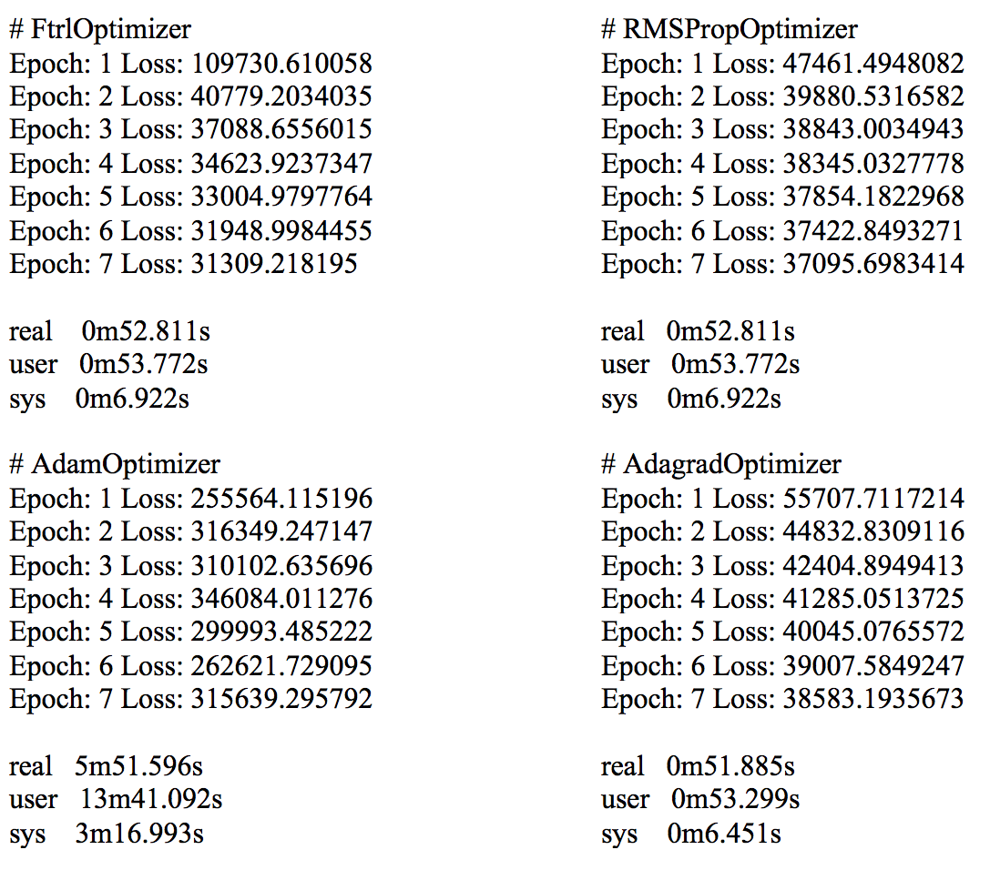 # FtrlOptimizer
Epoch: 1 Loss: 109730.610058
Epoch: 2 Loss: 40779.2034035
Epoch: 3 Loss: 37088.6556015
Epoch: 4 Loss: 34623.9237347
Epoch: 5 Loss: 33004.9797764
Epoch: 6 Loss: 31948.9984455
Epoch: 7 Loss: 31309.218195
real 0m52.811s
user 0m53.772s
sys 0m6.922s
# RMSPropOptimizer
Epoch: 1 Loss: 47461.4948082
Epoch: 2 Loss: 39880.5316582
Epoch: 3 Loss: 38843.0034943
Epoch: 4 Loss: 38345.0327778
Epoch: 5 Loss: 37854.1822968
Epoch: 6 Loss: 37422.8493271
Epoch: 7 Loss: 37095.6983414
real 0m52.811s
user 0m53.772s
sys 0m6.922s
# AdamOptimizer
Epoch: 1 Loss: 255564.115196
Epoch: 2 Loss: 316349.247147
Epoch: 3 Loss: 310102.635696
Epoch: 4 Loss: 346084.011276
Epoch: 5 Loss: 299993.485222
Epoch: 6 Loss: 262621.729095
Epoch: 7 Loss: 315639.295792
real 5m51.596s
user 13m41.092s
sys 3m16.993s
# AdagradOptimizer
Epoch: 1 Loss: 55707.7117214
Epoch: 2 Loss: 44832.8309116
Epoch: 3 Loss: 42404.8949413
Epoch: 4 Loss: 41285.0513725
Epoch: 5 Loss: 40045.0765572
Epoch: 6 Loss: 39007.5849247
Epoch: 7 Loss: 38583.1935673
real 0m51.885s
user 0m53.299s
sys 0m6.451s